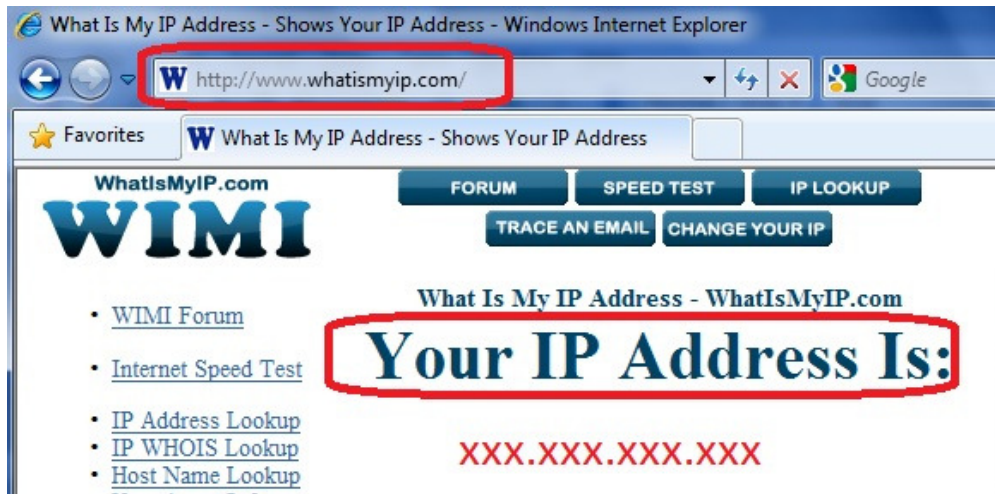 What Is My IP Address - Shows Your IP Address - Windows Internet Explorer
W http://www.whatismyip.com/
Google
Favorites
W What Is My IP Address - Shows Your IP Address
WhatIsMyIP.com
WIMI
FORUM SPEED TEST IP LOOKUP
TRACE AN EMAIL CHANGE YOUR IP
What Is My IP Address - WhatIsMyIP.com
Your IP Address Is:
xxx.xxx.xxx.xxx
• WIMI Forum
• Internet Speed Test
• IP Address Lookup
• IP WHOIS Lookup
• Host Name Lookup